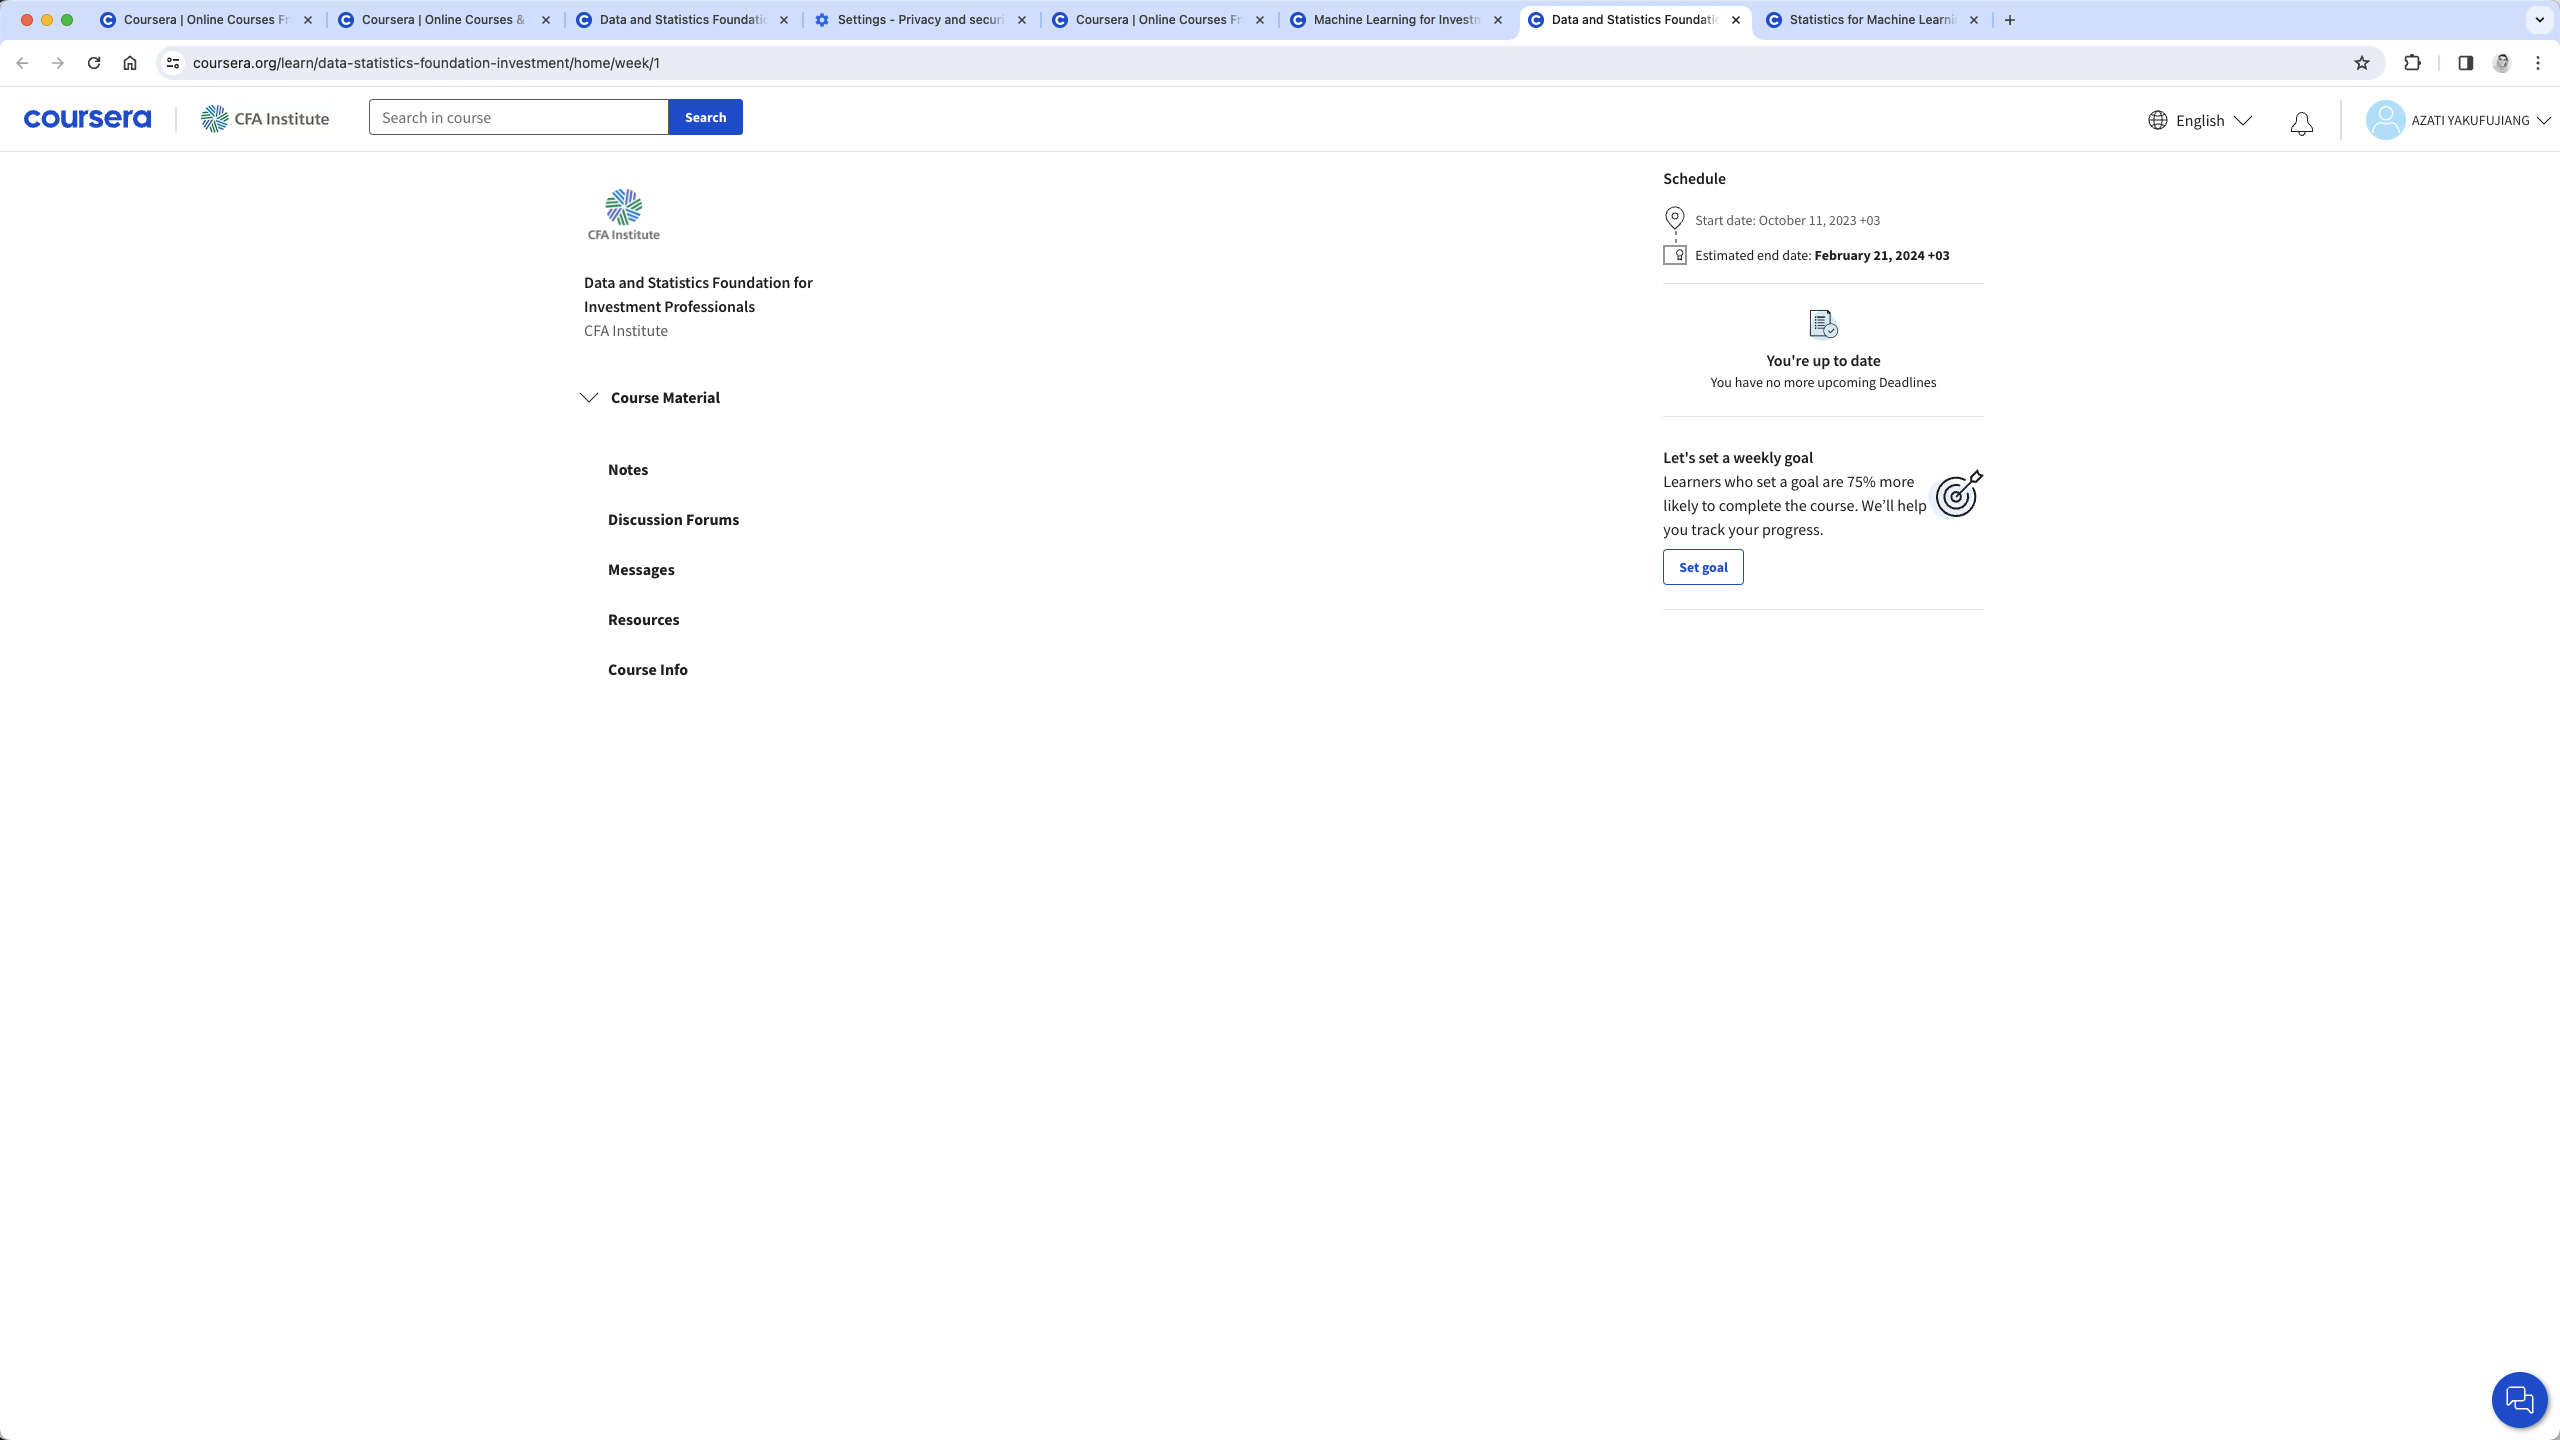 Coursera | Online Courses Fr
Coursera | Online Courses &
Data and Statistics Foundatio
Settings - Privacy and securi
Coursera | Online Courses Fr
Machine Learning for Investm
Data and Statistics Foundatio
Statistics for Machine Learnin
coursera.org/learn/data-statistics-foundation-investment/home/week/1
coursera
CFA Institute
Search in course
Search
English
AZATI YAKUFUJIANG
CFA Institute
Data and Statistics Foundation for
Investment Professionals
CFA Institute
Course Material
Notes
Discussion Forums
Messages
Resources
Course Info
Schedule
Start date: October 11, 2023 +03
Estimated end date: February 21, 2024 +03
You're up to date
You have no more upcoming Deadlines
Let's set a weekly goal
Learners who set a goal are 75% more
likely to complete the course. We’ll help
you track your progress.
Set goal